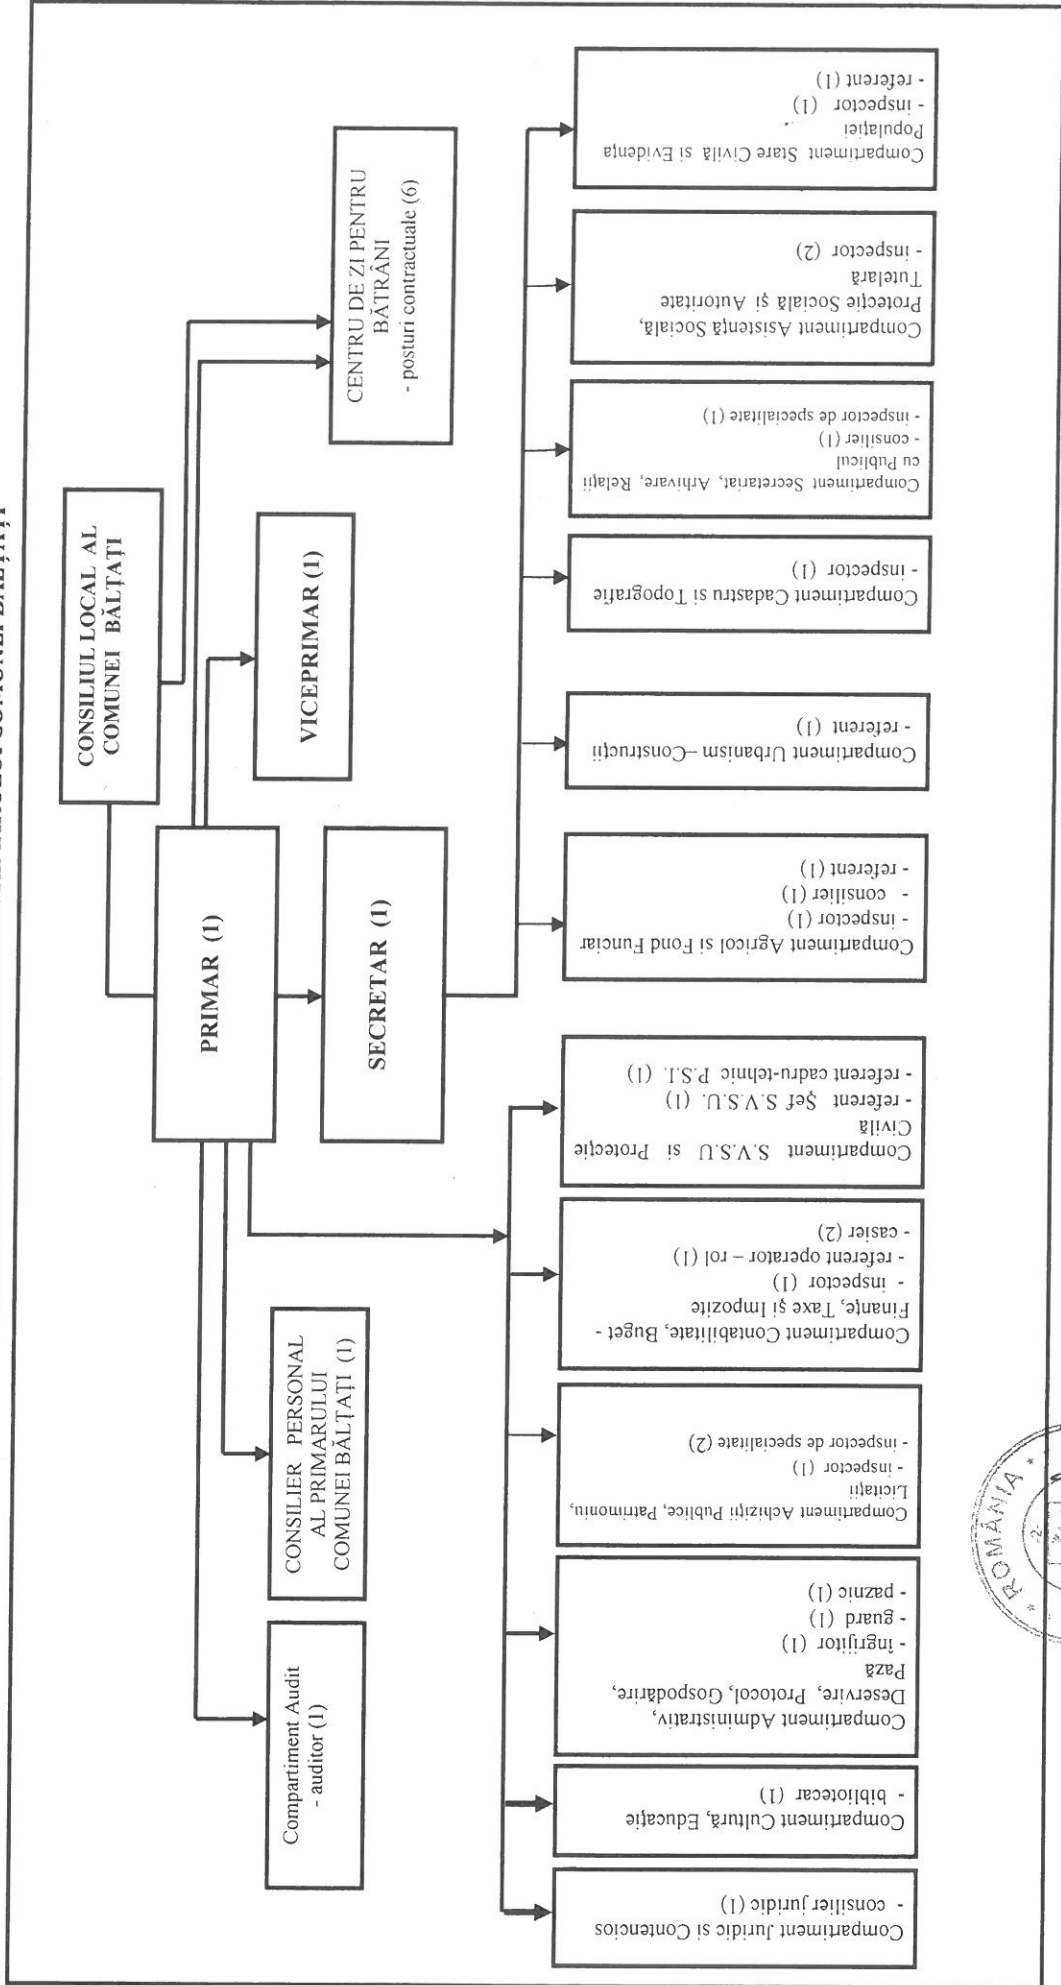 CONSILIUL LOCAL AL
COMUNEI BĂLȚAȚI
PRIMAR (1)
VICEPRIMAR (1)
SECRETAR (1)
CENTRU DE ZI PENTRU
BĂTRÂNI
- posturi contractuale (6)
CONSILIER PERSONAL
AL PRIMARULUI
COMUNEI BĂLȚAȚI (1)
Compartiment Audit
- auditor (1)
Compartiment Juridic si Contencios
- consilier juridic (1)
Compartiment Cultură, Educație
- bibliotecar (1)
Compartiment Administrativ,
Deservire, Protocol, Gospodărire,
Pază
- îngrijitor (1)
- guard (1)
- paznic (1)
Compartiment Achiziții Publice, Patrimoniu,
Licitații
- inspector (1)
- inspector de specialitate (2)
Compartiment Contabilitate, Buget -
Finanțe, Taxe și Impozite
- inspector (1)
- referent operator – rol (1)
- casier (2)
Compartiment S.V.S.U si Protecție
Civilă
- referent Șef S.V.S.U. (1)
- referent cadru-tehnic P.S.I. (1)
Compartiment Agricol si Fond Funciar
- inspector (1)
- consilier (1)
- referent (1)
Compartiment Urbanism –Construcții
- referent (1)
Compartiment Cadastru si Topografie
- inspector (1)
Compartiment Secretariat, Arhivare, Relații
cu Publicul
- consilier (1)
- inspector de specialitate (1)
Compartiment Asistență Socială,
Protecție Socială și Autoritate
Tutelară
- inspector (2)
Compartiment Stare Civilă si Evidența
Populației
- inspector (1)
- referent (1)
* ROMÂNIA *